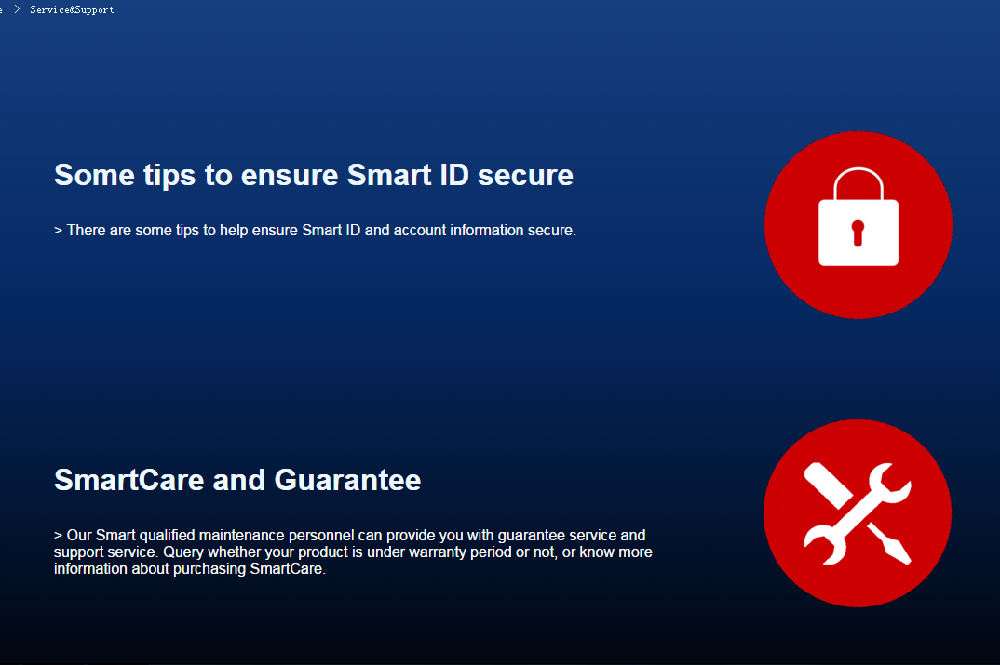 e > Service&Support
Some tips to ensure Smart ID secure
> There are some tips to help ensure Smart ID and account information secure.
SmartCare and Guarantee
> Our Smart qualified maintenance personnel can provide you with guarantee service and
support service. Query whether your product is under warranty period or not, or know more
information about purchasing SmartCare.